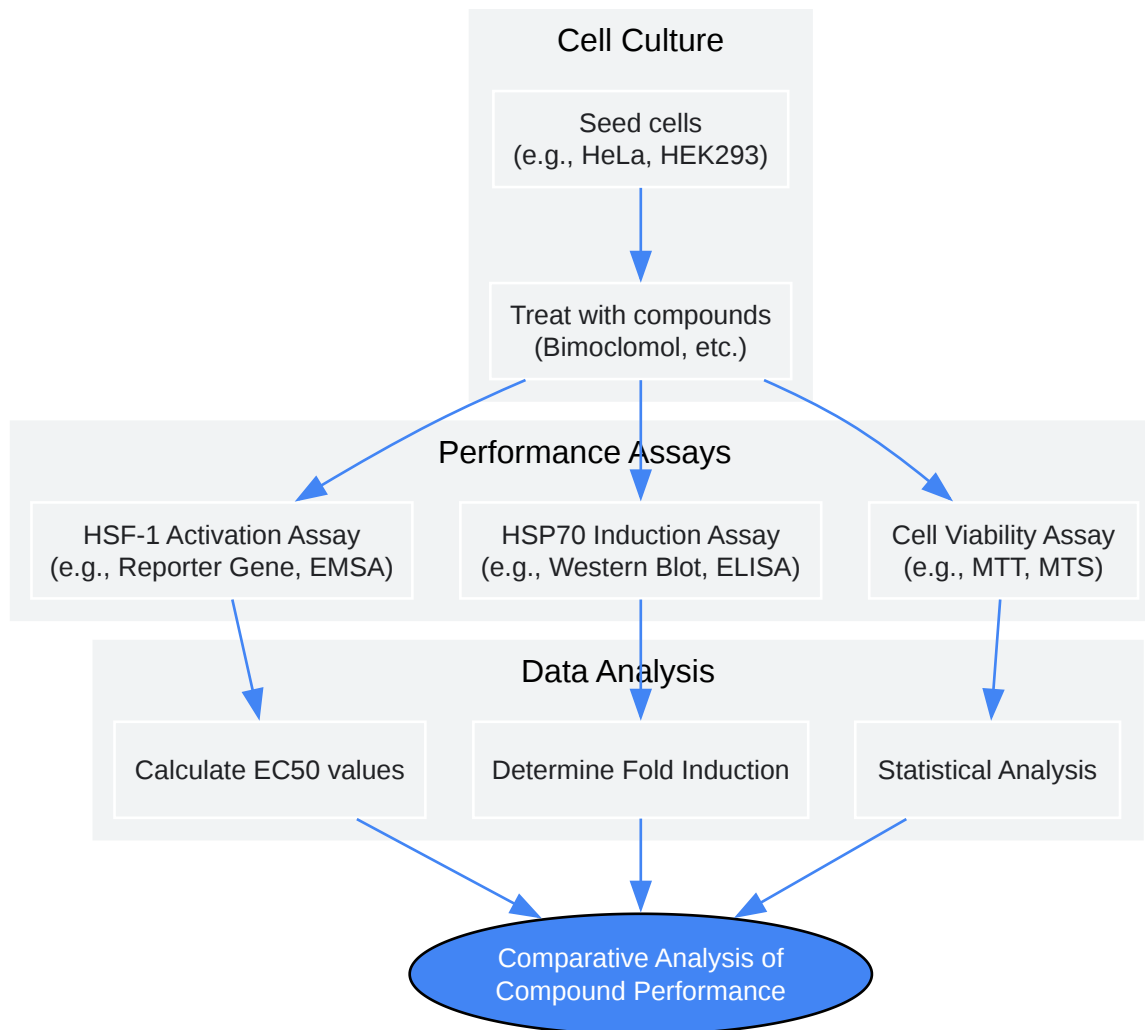 Cell Culture
Seed cells
(e.g., HeLa, HEK293)
Treat with compounds
(Bimoclomol, etc.)
Performance Assays
HSF-1 Activation Assay
(e.g., Reporter Gene, EMSA)
HSP70 Induction Assay
(e.g., Western Blot, ELISA)
Cell Viability Assay
(e.g., MTT, MTS)
Data Analysis
Calculate EC50 values
Determine Fold Induction
Statistical Analysis
Comparative Analysis of
Compound Performance